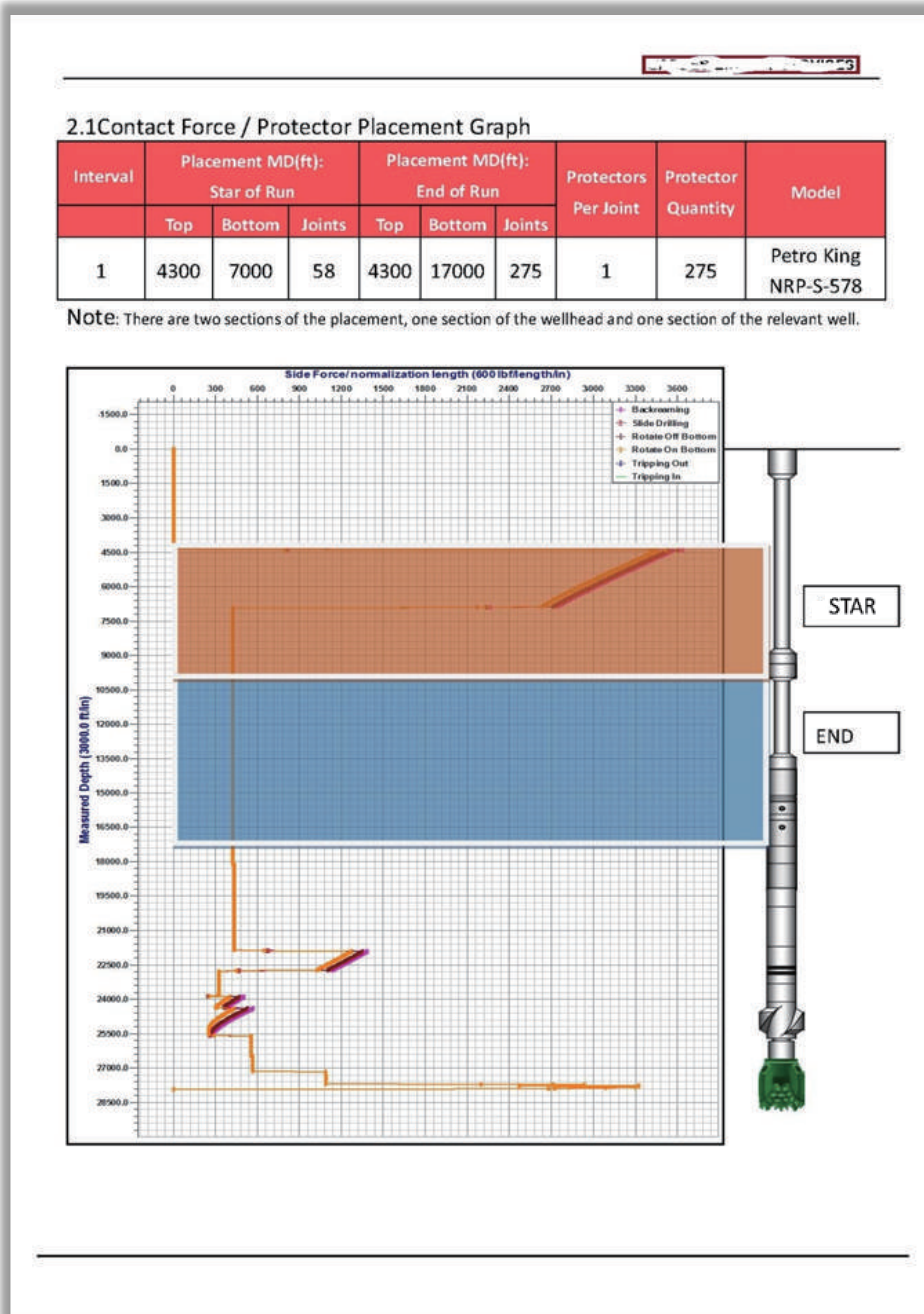 2.1Contact Force / Protector Placement Graph
Interval
Placement MD(ft):
Star of Run
Placement MD(ft):
End of Run
Protectors
Per Joint
Protector
Quantity
Model
Top Bottom Joints Top Bottom Joints
1 4300 7000 58 4300 17000 275 1 275 Petro King
NRP-S-578
Note: There are two sections of the placement, one section of the wellhead and one section of the relevant well.
Side Force/ normalization length (600 lbf/length/in)
0 300 600 900 1200 1500 1800 2100 2400 2700 3000 3300 3600
Backreaming
Slide Drilling
Rotate Off Bottom
Rotate On Bottom
Tripping Out
Tripping In
Measured Depth (3000.0 ft/in)
-1500.0
0.0
1500.0
3000.0
4500.0
6000.0
7500.0
9000.0
10500.0
12000.0
13500.0
15000.0
16500.0
18000.0
19500.0
21000.0
22500.0
24000.0
25500.0
27000.0
28500.0
STAR
END